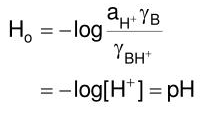 H₀ = -log a_H⁺ γ_B / γ_BH⁺
= -log[H⁺] = pH